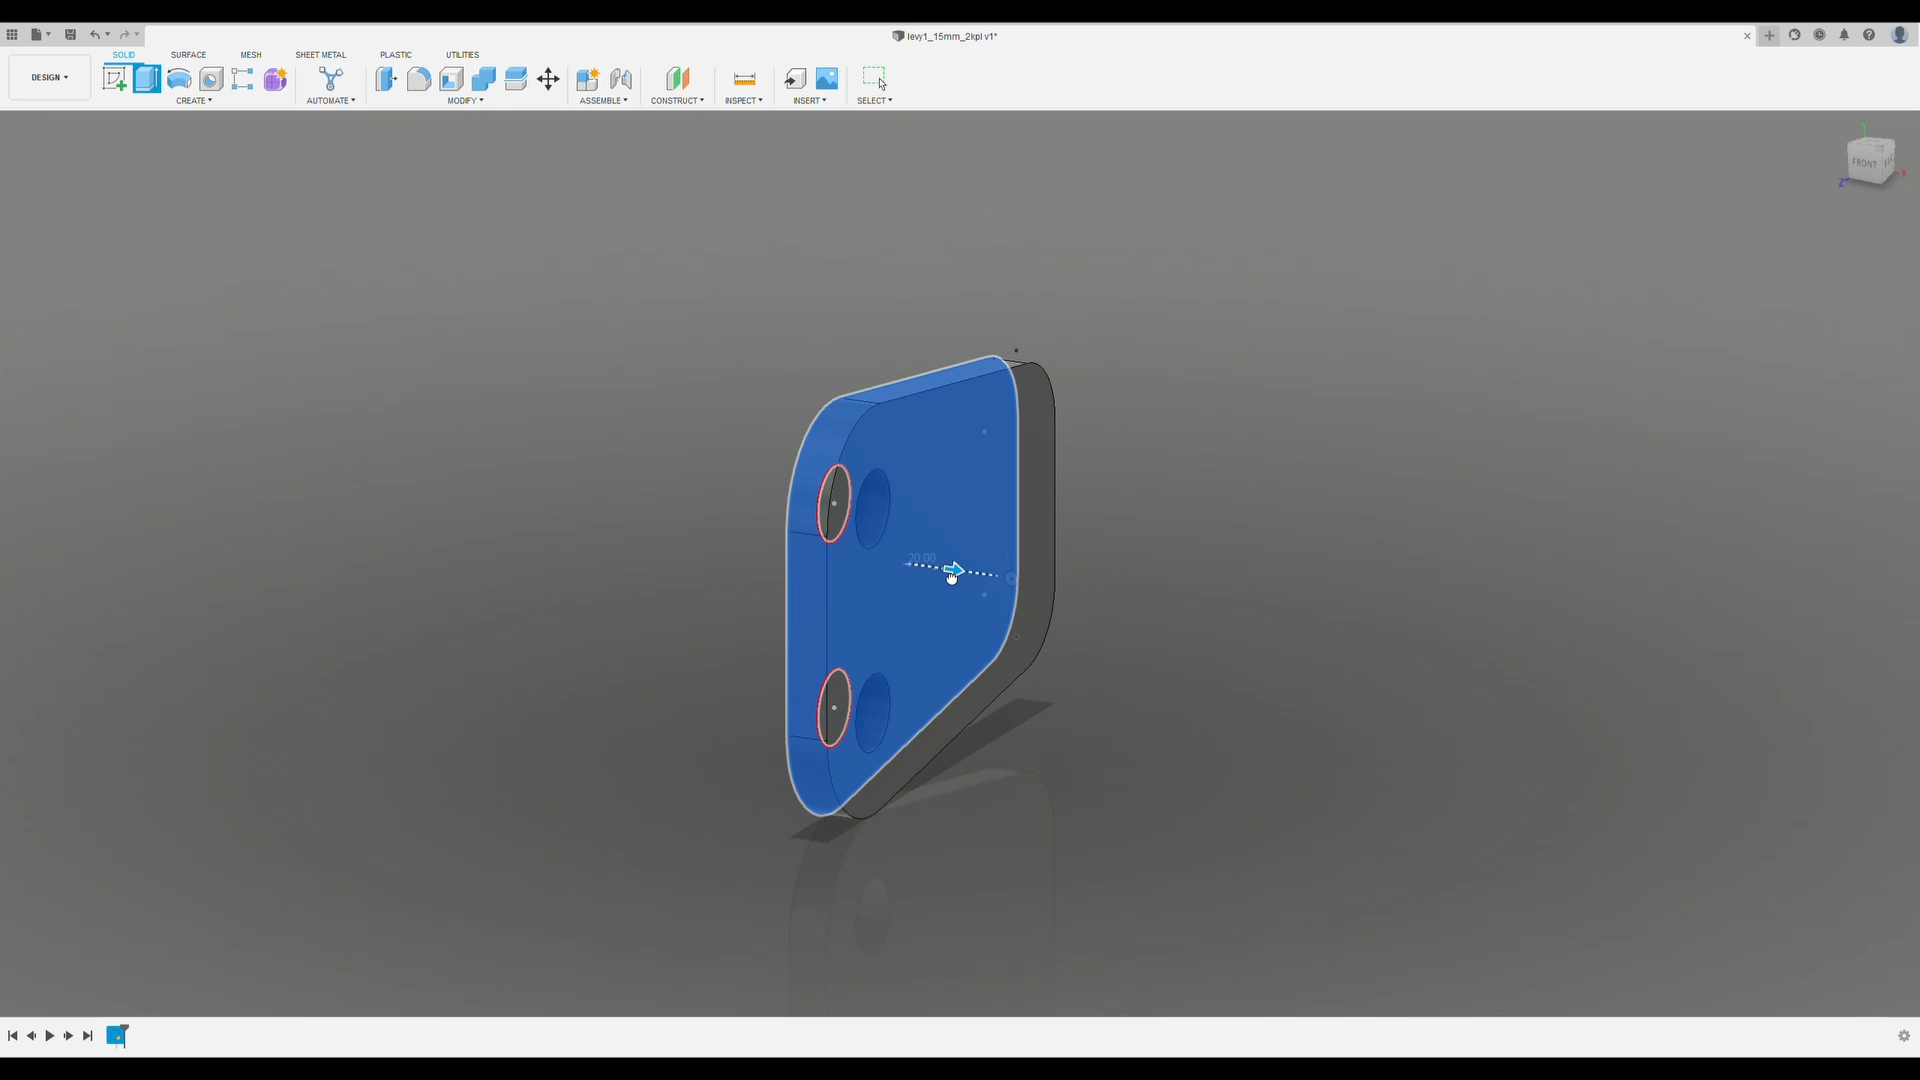 levy1_15mm_2kpl v1*
SOLID SURFACE MESH SHEET METAL PLASTIC UTILITIES
DESIGN
CREATE AUTOMATE MODIFY ASSEMBLE CONSTRUCT INSPECT INSERT SELECT
Y
FRONT
Z X
20.00